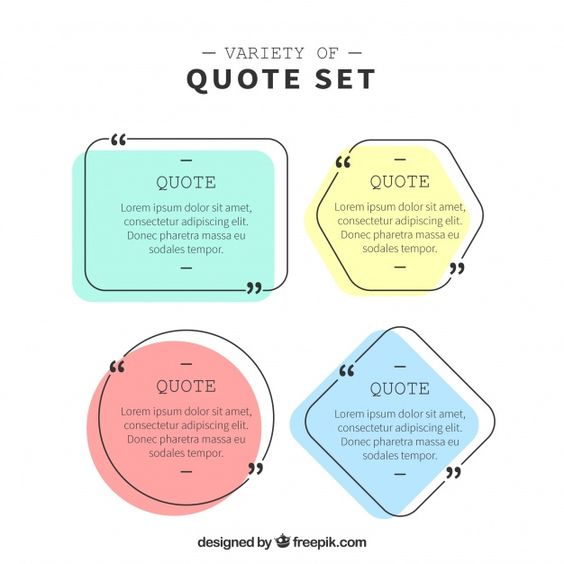 — VARIETY OF —
QUOTE SET
“
QUOTE
Lorem ipsum dolor sit amet,
consectetur adipiscing elit.
Donec pharetra massa eu
sodales tempor.
”
“
QUOTE
Lorem ipsum dolor sit amet,
consectetur adipiscing elit.
Donec pharetra massa eu
sodales tempor.
”
“
QUOTE
Lorem ipsum dolor sit amet,
consectetur adipiscing elit.
Donec pharetra massa eu
sodales tempor.
”
“
QUOTE
Lorem ipsum dolor sit amet,
consectetur adipiscing elit.
Donec pharetra massa eu
sodales tempor.
”
designed by freepik.com